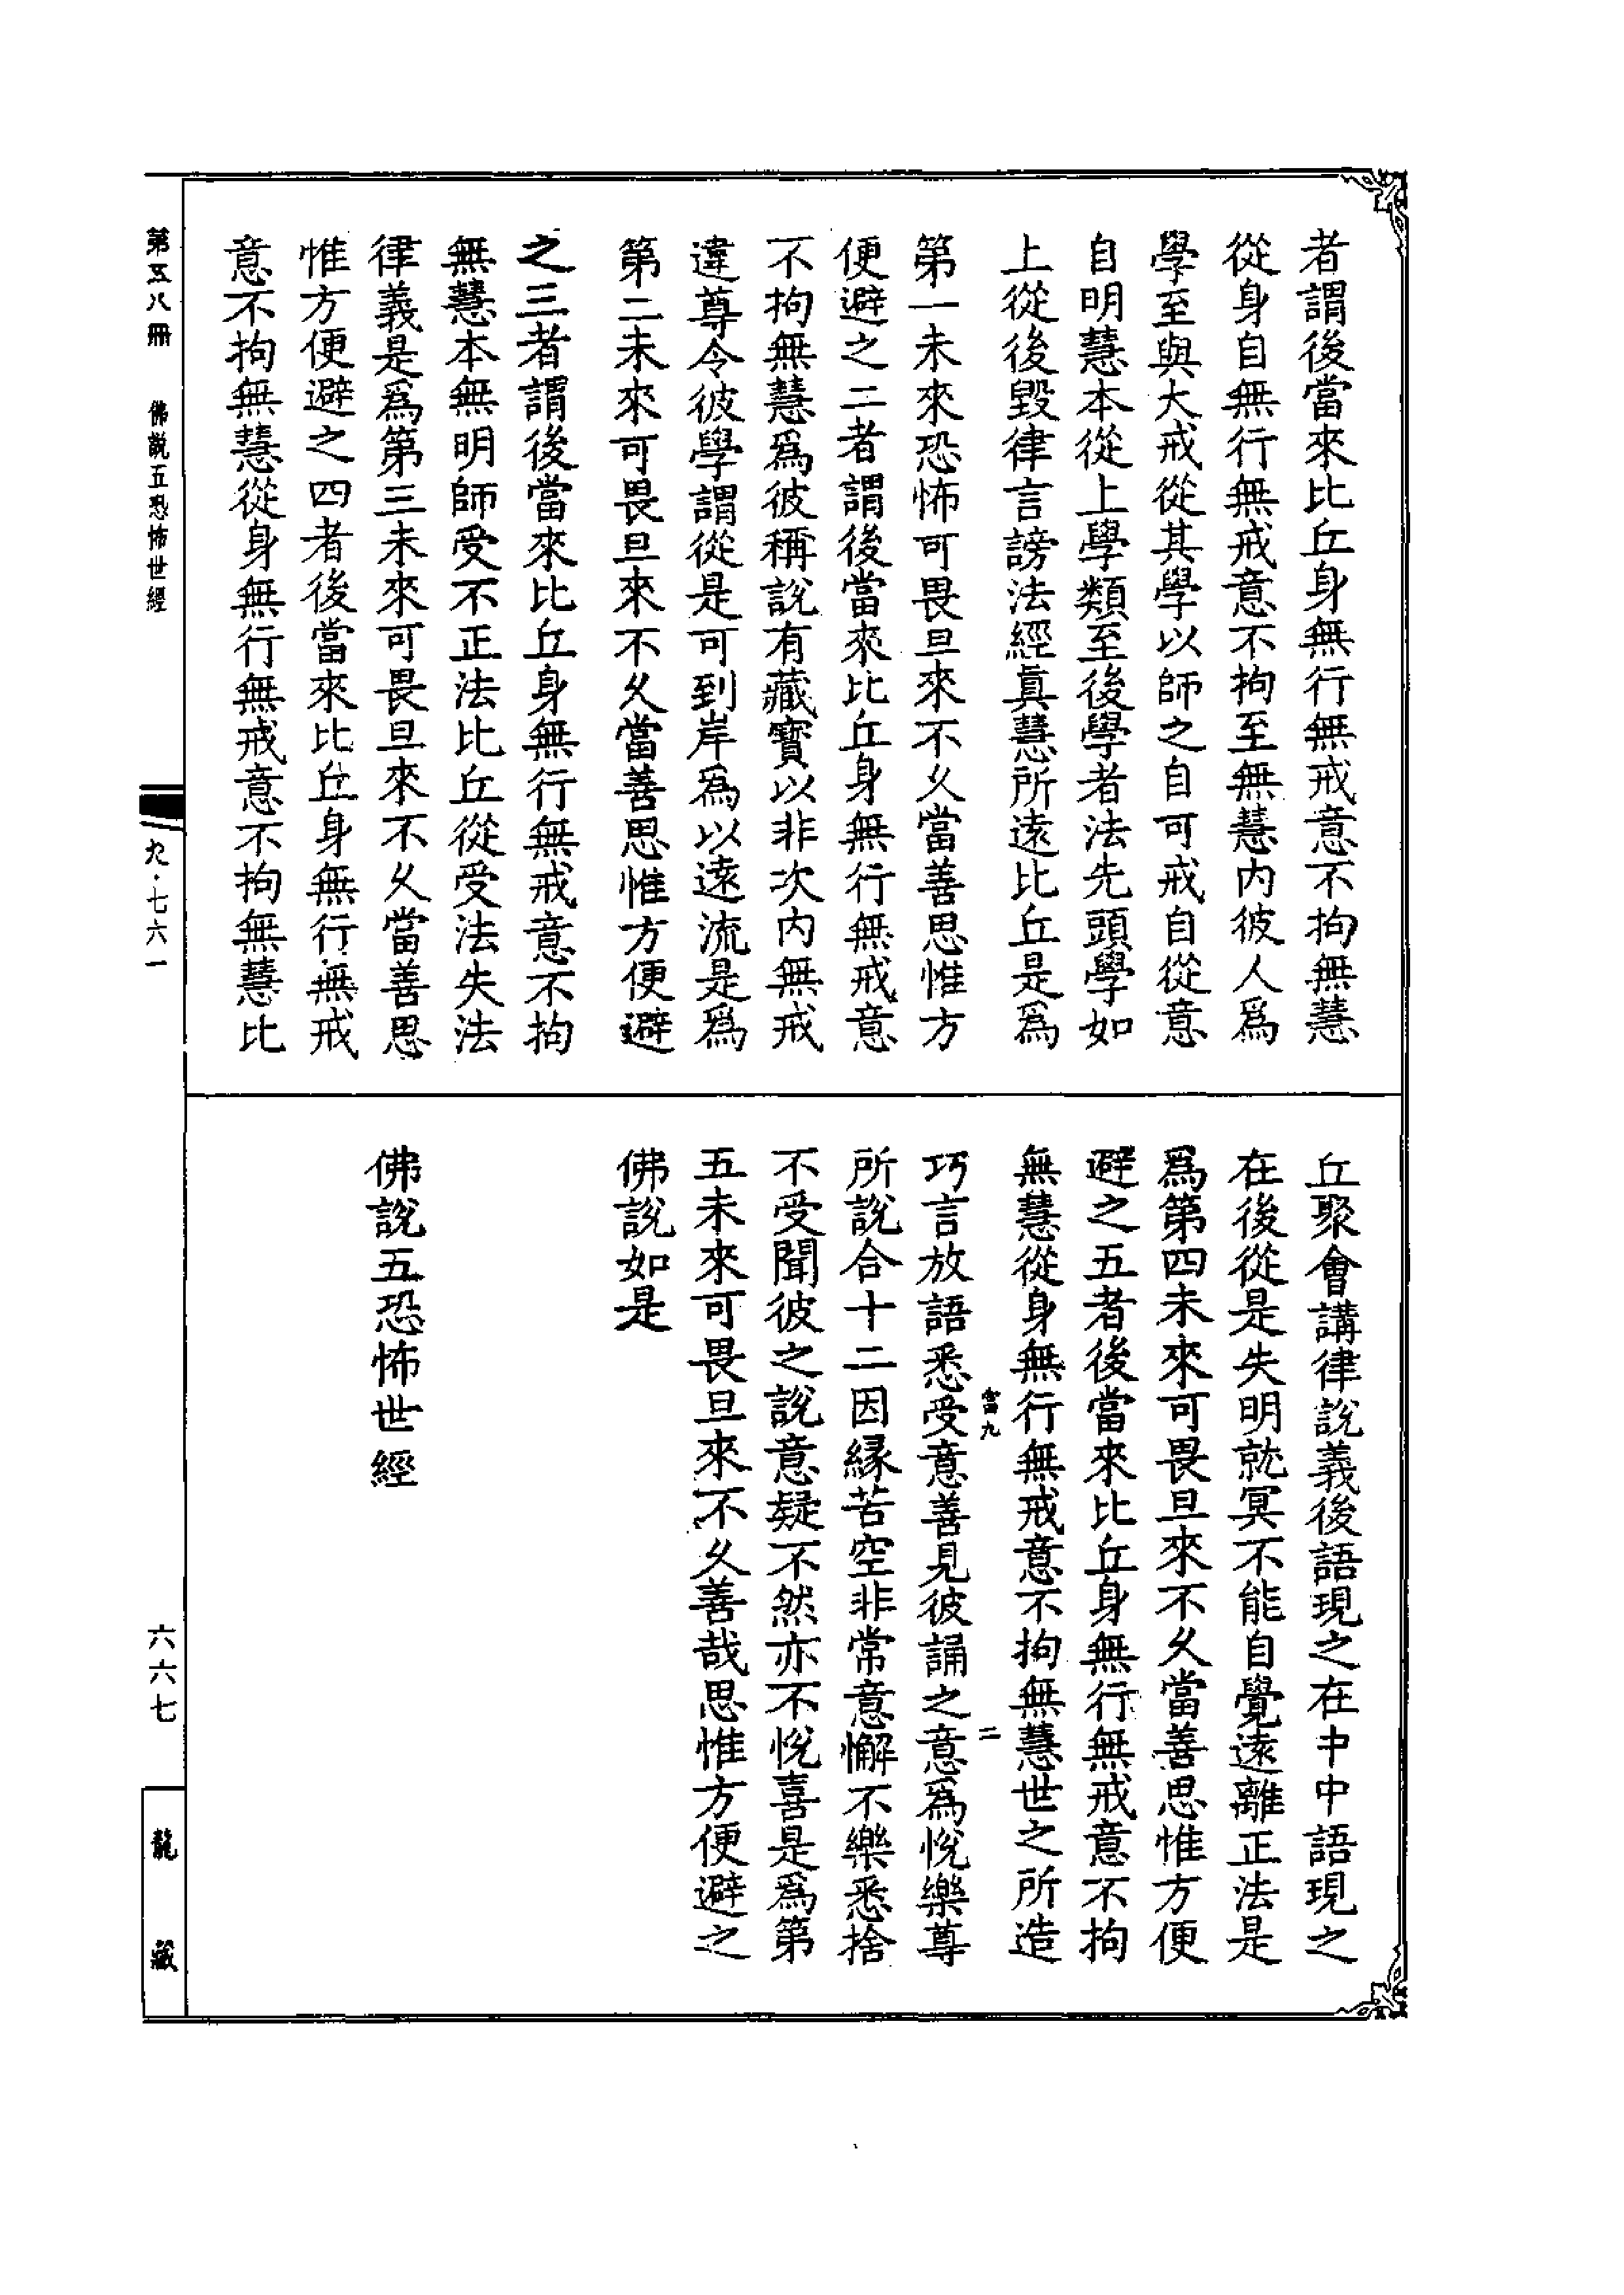 者謂後當來比丘身無行無戒意不拘無慧
從身自無行無戒意不拘至無慧內彼人爲
學至與大戒從其學以師之自可戒自從意
自明慧本從上學類至後學者法先頭學如
上從後毀律言謗法經眞慧所遠比丘是爲
第一未來恐怖可畏旦來不久當善思惟方
便避之二者謂後當來比丘身無行無戒意
不拘無慧爲彼稱說有藏寶以非次內無戒
違尊令彼學謂從是可到岸爲以遠流是爲
第二未來可畏旦來不久當善思惟方便避
之三者謂後當來比丘身無行無戒意不拘
無慧本無明師受不正法比丘從受法失法
律義是爲第三未來可畏旦來不久當善思
惟方便避之四者後當來比丘身無行無戒
意不拘無慧從身無行無戒意不拘無慧比
丘聚會講律說義後語現之在中中語現之
在後從是失明就冥不能自覺遠離正法是
爲第四未來可畏旦來不久當善思惟方便
避之五者後當來比丘身無行無戒意不拘
無慧從身無行無戒意不拘無慧世之所造
當九 二
巧言放語悉受意善見彼誦之意爲悅樂尊
所說合十二因緣苦空非常意懈不樂悉捨
不受聞彼之說意疑不然亦不悅喜是爲第
五未來可畏旦來不久善哉思惟方便避之
佛說如是
佛說五恐怖世經
第五八冊 佛說五恐怖世經
九·七六一
六六七
龍藏